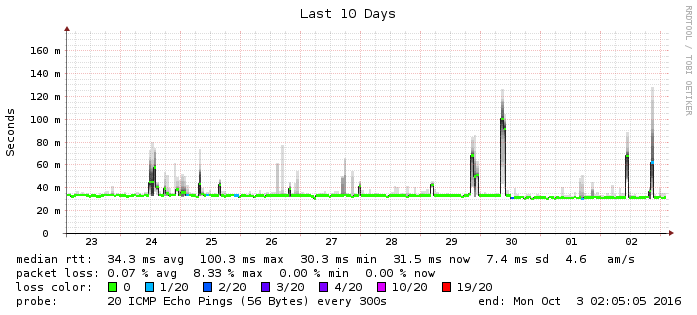 Last 10 Days
RRDTOOL / TOBI OETIKER
Seconds
160 m
140 m
120 m
100 m
80 m
60 m
40 m
20 m
0
23 24 25 26 27 28 29 30 01 02
median rtt: 34.3 ms avg 100.3 ms max 30.3 ms min 31.5 ms now 7.4 ms sd 4.6 am/s
packet loss: 0.07 % avg 8.33 % max 0.00 % min 0.00 % now
loss color: 0 1/20 2/20 3/20 4/20 10/20 19/20
probe: 20 ICMP Echo Pings (56 Bytes) every 300s end: Mon Oct 3 02:05:05 2016